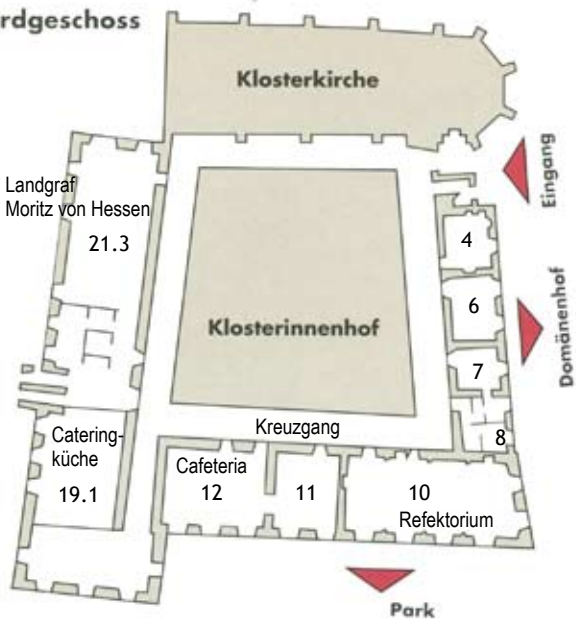 rdgeschoss
Klosterkirche
Eingang
Landgraf
Moritz von Hessen
21.3
4
6
Domänenhof
Klosterinnenhof
7
Kreuzgang
8
Catering-
küche
19.1
Cafeteria
12
11
10
Refektorium
Park